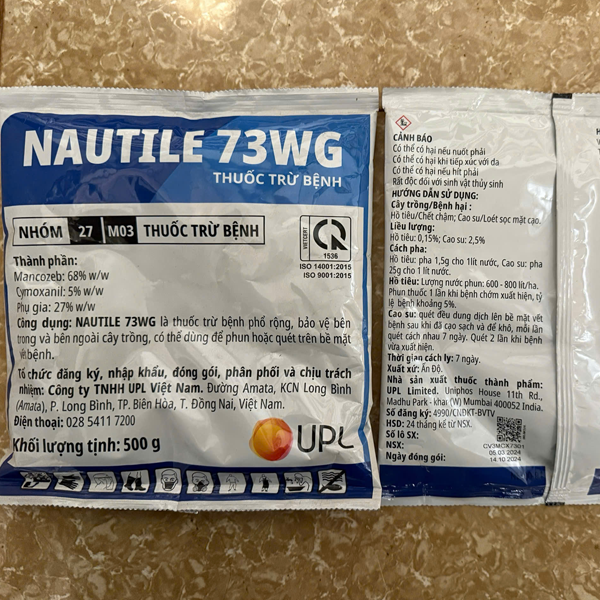 NAUTILE 73WG
THUỐC TRỪ BỆNH
NHÓM 27 M03 THUỐC TRỪ BỆNH
VIETCERT
1536
ISO 14001:2015
ISO 9001:2015
Thành phần:
Mancozeb: 68% w/w
Cymoxanil: 5% w/w
Phụ gia: 27% w/w
Công dụng: NAUTILE 73WG là thuốc trừ bệnh phổ rộng, bảo vệ bên
trong và bên ngoài cây trồng, có thể dùng để phun hoặc quét trên bề mặt
vết bệnh.
Tổ chức đăng ký, nhập khẩu, đóng gói, phân phối và chịu trách
nhiệm: Công ty TNHH UPL Việt Nam. Đường Amata, KCN Long Bình
(Amata), P. Long Bình, TP. Biên Hòa, T. Đồng Nai, Việt Nam.
Điện thoại: 028 5411 7200
Khối lượng tịnh: 500 g
UPL
CẢNH BÁO
Có thể có hại nếu nuốt phải
Có thể có hại khi tiếp xúc với da
Có thể có hại nếu hít phải
Rất độc đối với sinh vật thủy sinh
HƯỚNG DẪN SỬ DỤNG:
Cây trồng/Bệnh hại :
Hồ tiêu/Chết chậm; Cao su/Loét sọc mặt cạo.
Liều lượng:
Hồ tiêu: 0,15%; Cao su: 2,5%
Cách pha:
Hồ tiêu: pha 1,5g cho 1lít nước, Cao su: pha
25g cho 1 lít nước.
Hồ tiêu: Lượng nước phun: 600 - 800 lít/ha.
Phun thuốc 1 lần khi bệnh chớm xuất hiện, tỷ
lệ bệnh khoảng 5%.
Cao su: quét đều dung dịch lên bề mặt vết
bệnh sau khi đã cạo sạch và để khô, mỗi lần
quét cách nhau 7 ngày. Quét 2 lần khi bệnh
vừa xuất hiện.
Thời gian cách ly: 7 ngày.
Xuất xứ: Ấn Độ.
Nhà sản xuất thuốc thành phẩm:
UPL Limited. Uniphos House 11th Rd.,
Madhu Park - khai (W) Mumbai 400052 India.
Số đăng ký: 4990/CNĐKT-BVTV
HSD: 24 tháng kể từ NSX.
Số lô SX:
CV3MCX7301
NSX:
05.03.2024
Ngày đóng gói:
14.10.2024